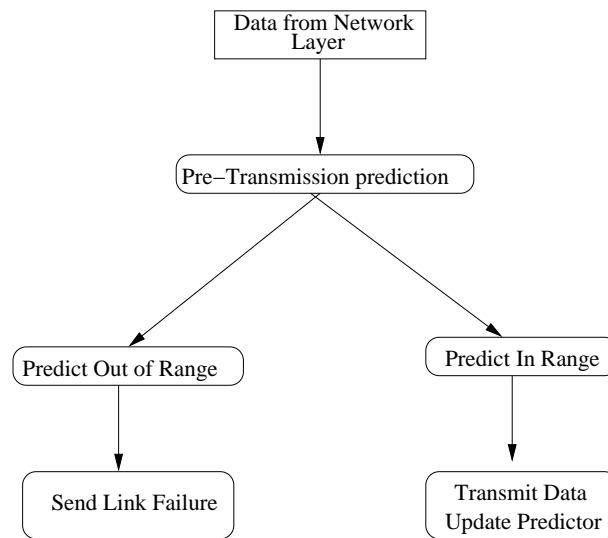 Data from Network
Layer
Pre−Transmission prediction
Predict Out of Range
Predict In Range
Send Link Failure
Transmit Data
Update Predictor